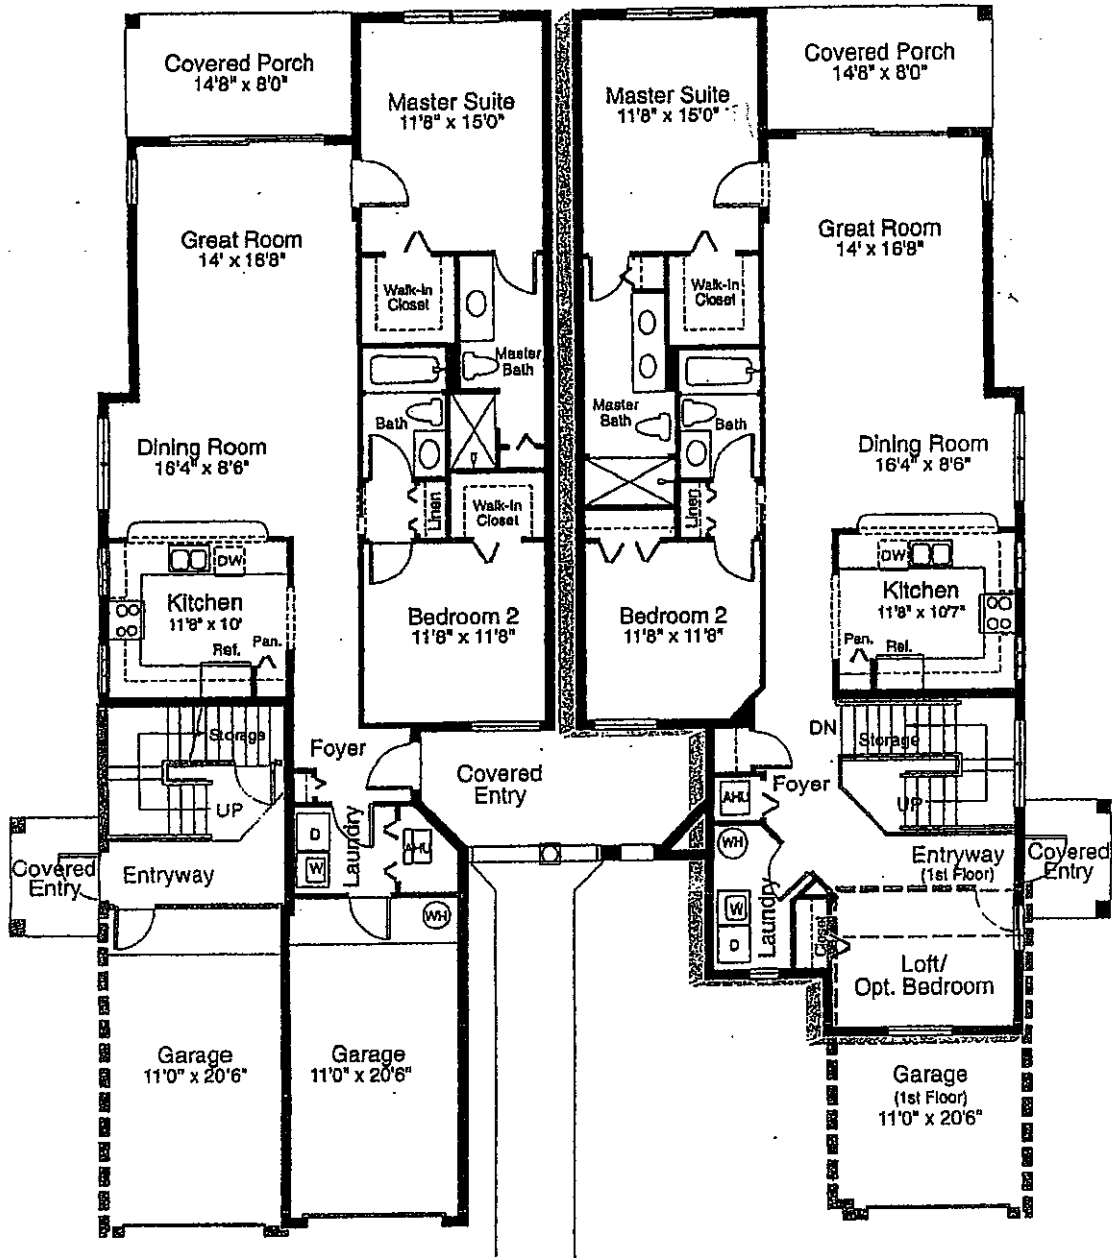 Covered Porch
14'8" x 8'0"
Master Suite
11'8" x 15'0"
Great Room
14' x 16'8"
Walk-In
Closet
Master
Bath
Bath
Dining Room
16'4" x 8'6"
Linen
Walk-In
Closet
DW
Kitchen
11'8" x 10'
Ref.
Pan.
Bedroom 2
11'8" x 11'8"
Storage
UP
Foyer
Covered
Entry
D
W
Laundry
AHU
Covered
Entry
Entryway
WH
Garage
11'0" x 20'6"
Garage
11'0" x 20'6"
Master Suite
11'8" x 15'0"
Covered Porch
14'8" x 8'0"
Great Room
14' x 16'8"
Walk-In
Closet
Master
Bath
Bath
Dining Room
16'4" x 8'6"
Linen
DW
Kitchen
11'8" x 10'7"
Pan.
Ref.
Bedroom 2
11'8" x 11'8"
DN
Storage
Foyer
AHU
UP
WH
Entryway
(1st Floor)
Covered
Entry
W
D
Laundry
Closet
Loft/
Opt. Bedroom
Garage
(1st Floor)
11'0" x 20'6"